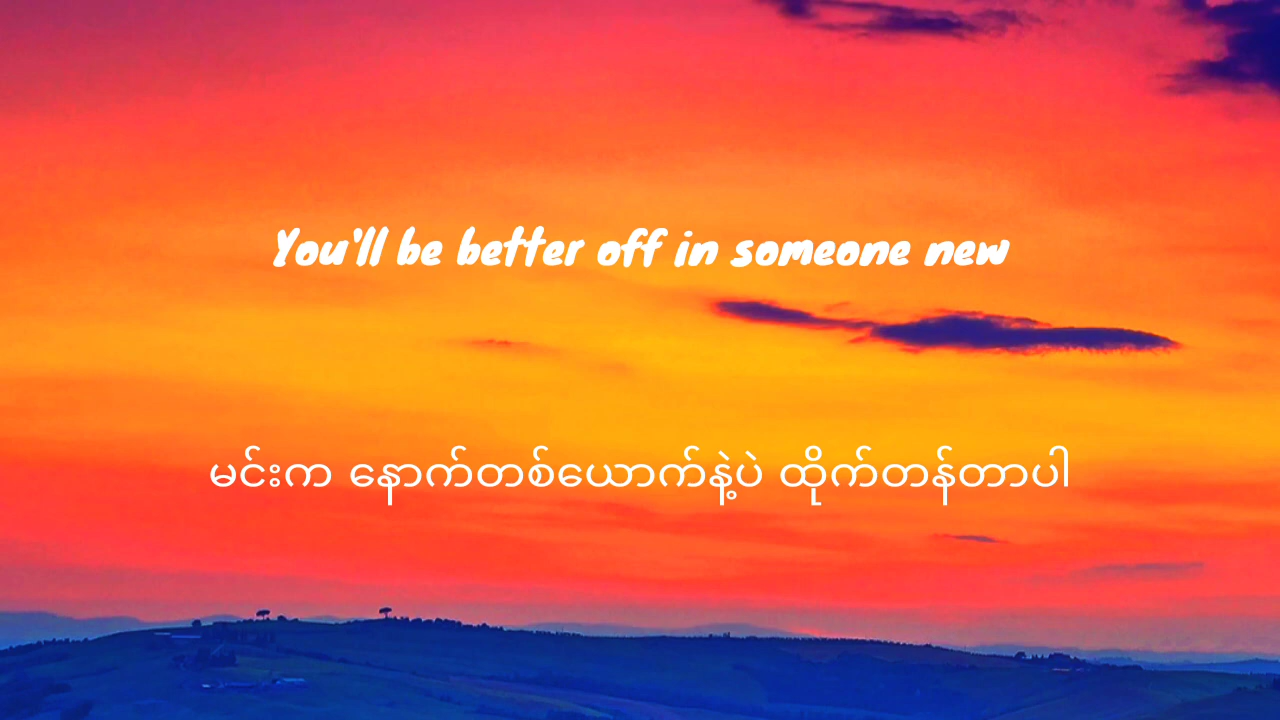 You'll be better off in someone new
မင်းက နောက်တစ်ယောက်နဲ့ပဲ ထိုက်တန်တာပါ